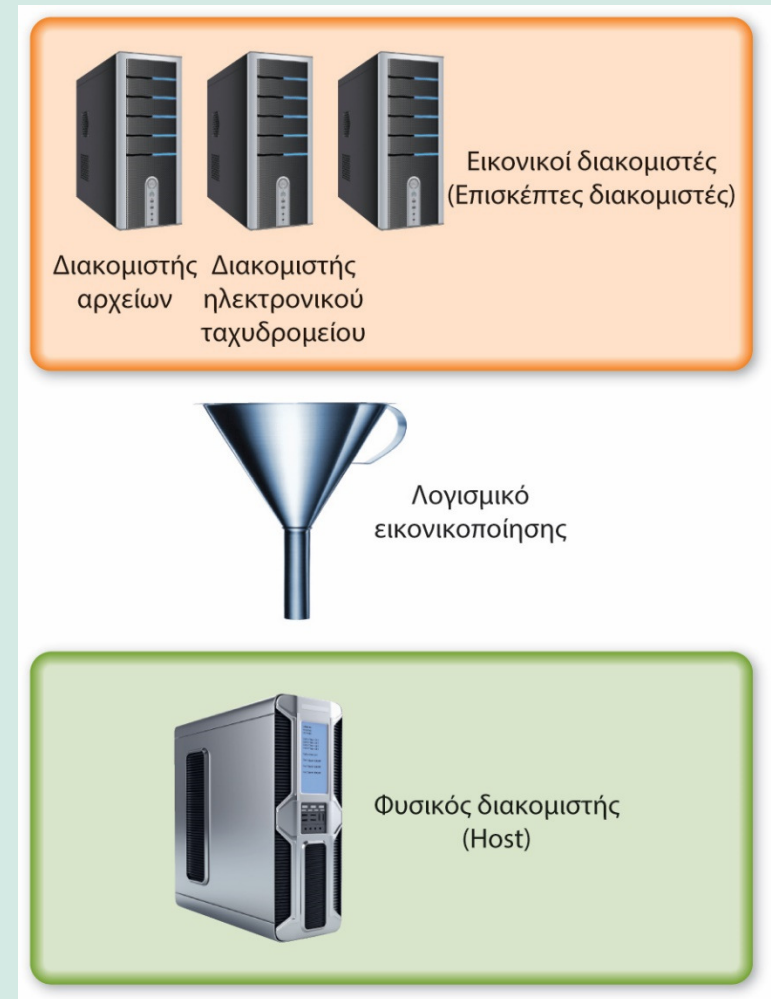 Εικονικοί διακομιστές
(Επισκέπτες διακομιστές)
Διακομιστής
αρχείων
Διακομιστής
ηλεκτρονικού
ταχυδρομείου
Λογισμικό
εικονικοποίησης
Φυσικός διακομιστής
(Host)